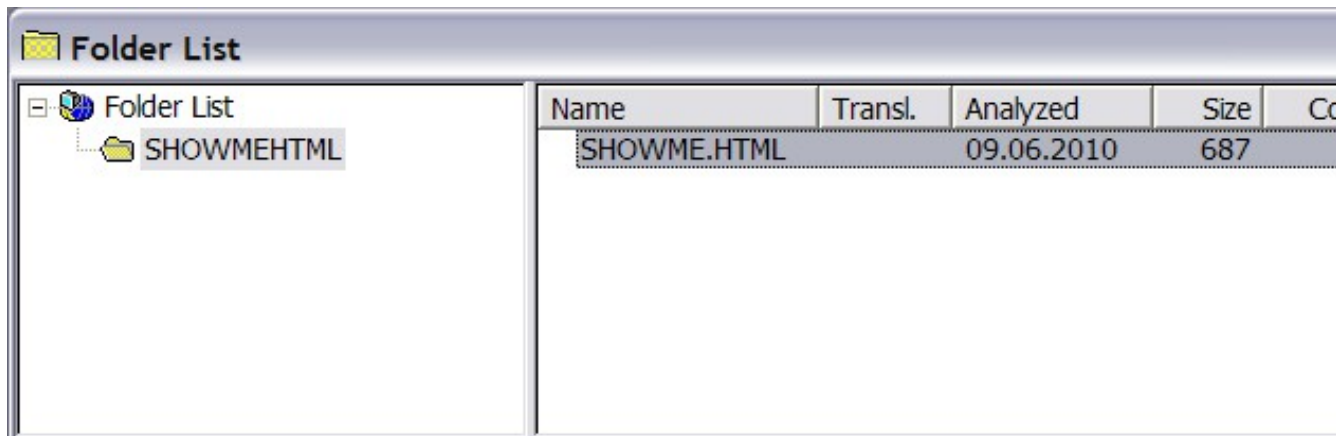 Folder List
Folder List
SHOWMEHTML
Name Transl. Analyzed Size
SHOWME.HTML 09.06.2010 687